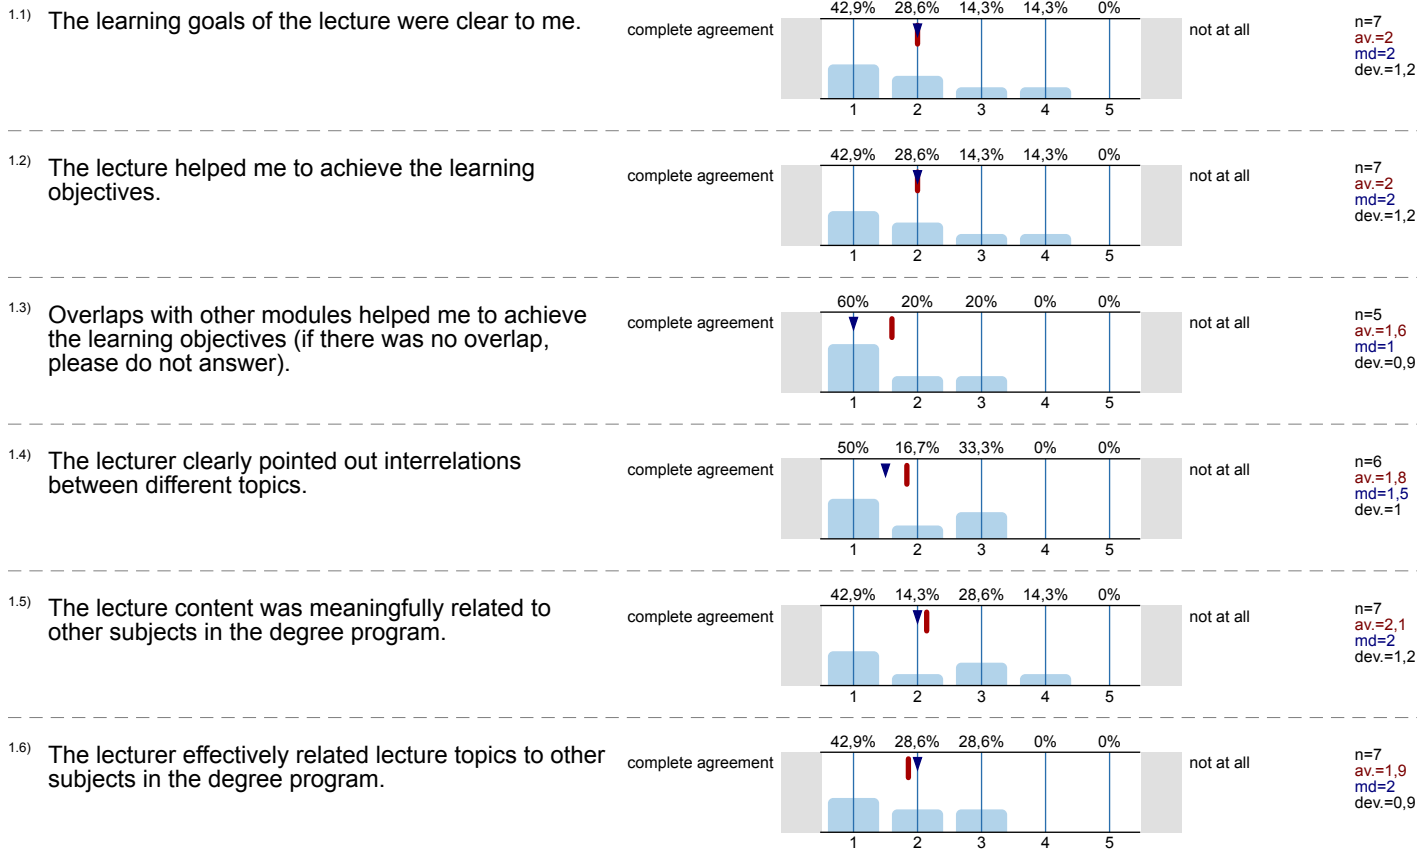 1.1) The learning goals of the lecture were clear to me.
complete agreement
42,9% 28,6% 14,3% 14,3% 0%
1 2 3 4 5
not at all
n=7
av.=2
md=2
dev.=1,2
1.2) The lecture helped me to achieve the learning
objectives.
complete agreement
42,9% 28,6% 14,3% 14,3% 0%
1 2 3 4 5
not at all
n=7
av.=2
md=2
dev.=1,2
1.3) Overlaps with other modules helped me to achieve
the learning objectives (if there was no overlap,
please do not answer).
complete agreement
60% 20% 20% 0% 0%
1 2 3 4 5
not at all
n=5
av.=1,6
md=1
dev.=0,9
1.4) The lecturer clearly pointed out interrelations
between different topics.
complete agreement
50% 16,7% 33,3% 0% 0%
1 2 3 4 5
not at all
n=6
av.=1,8
md=1,5
dev.=1
1.5) The lecture content was meaningfully related to
other subjects in the degree program.
complete agreement
42,9% 14,3% 28,6% 14,3% 0%
1 2 3 4 5
not at all
n=7
av.=2,1
md=2
dev.=1,2
1.6) The lecturer effectively related lecture topics to other
subjects in the degree program.
complete agreement
42,9% 28,6% 28,6% 0% 0%
1 2 3 4 5
not at all
n=7
av.=1,9
md=2
dev.=0,9